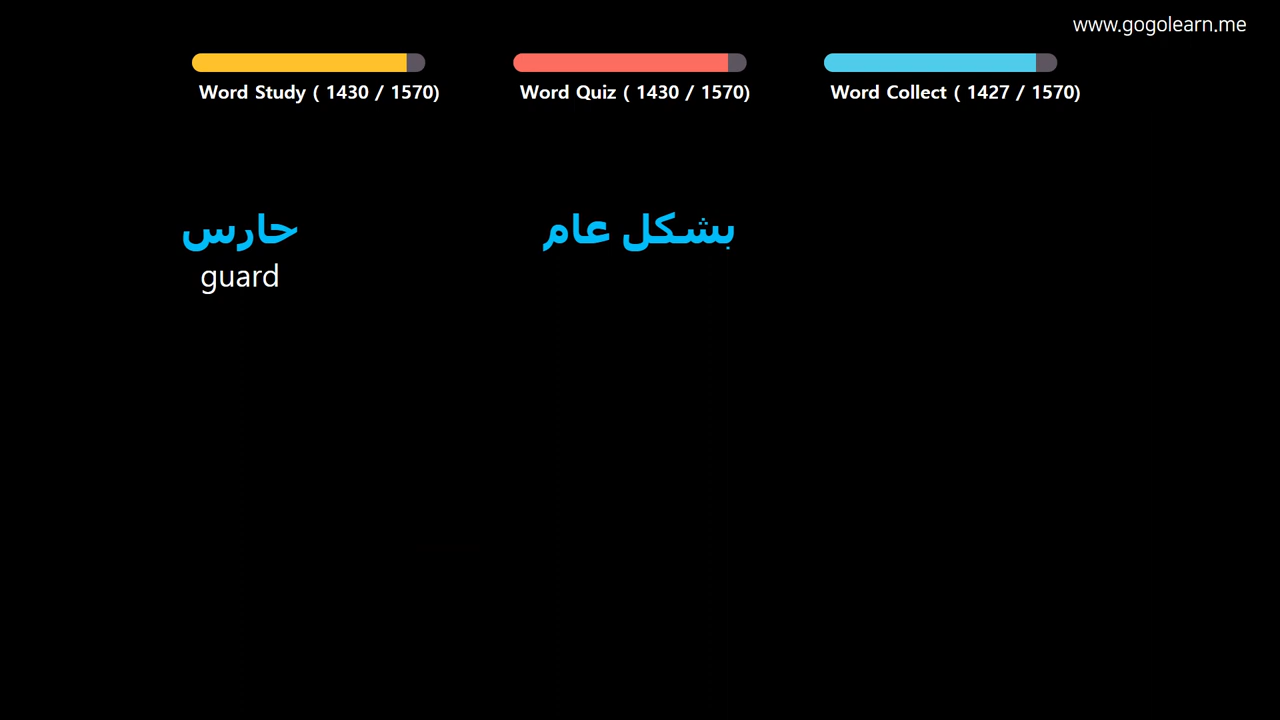 www.gogolearn.me
Word Study ( 1430 / 1570)
Word Quiz ( 1430 / 1570)
Word Collect ( 1427 / 1570)
حارس
guard
بشكل عام